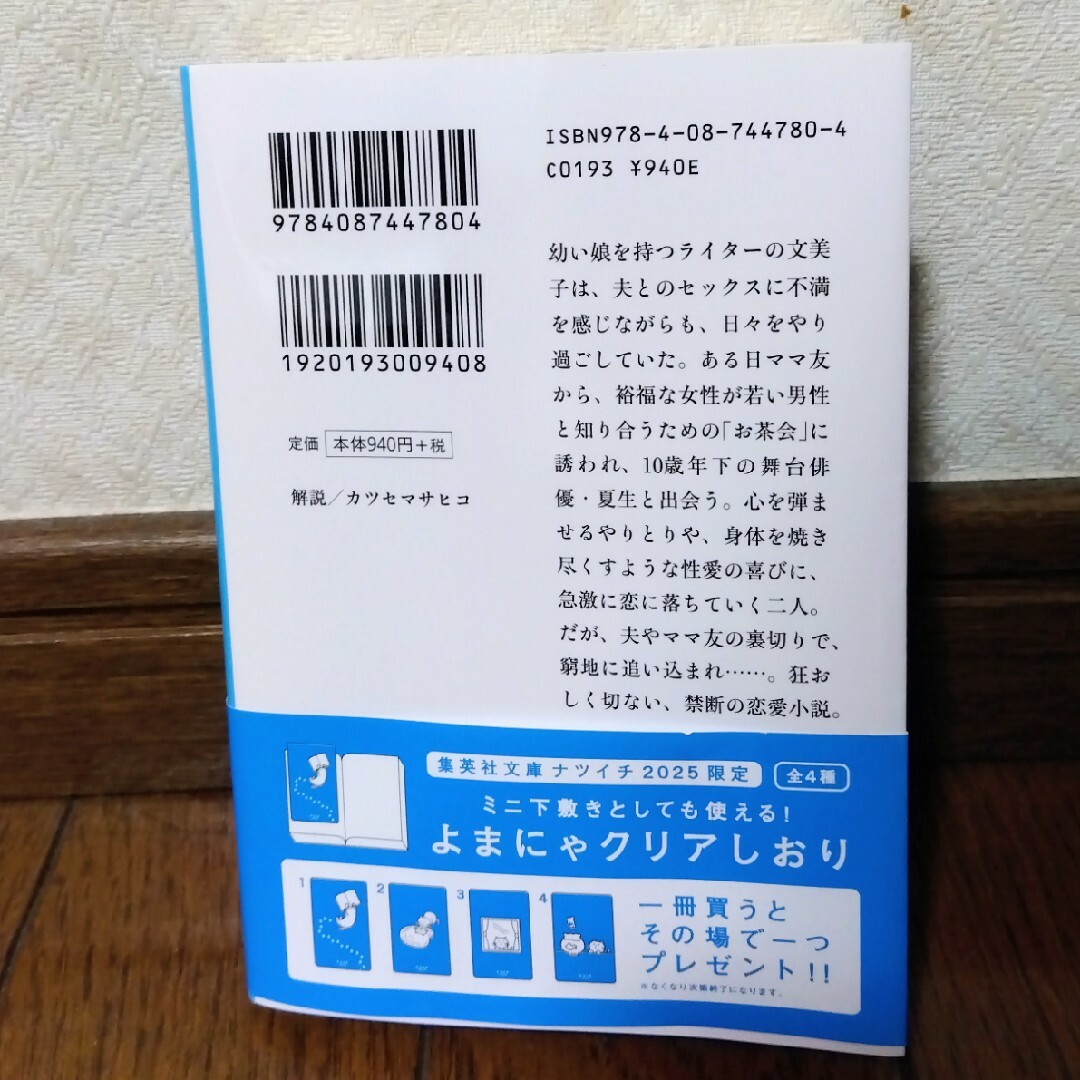 9784087447804
1920193009408
定価 本体940円+税
解説/カツセマサヒコ
ISBN978-4-08-744780-4
C0193 ¥940E
幼い娘を持つライターの文美
子は、夫とのセックスに不満
を感じながらも、日々をやり
過ごしていた。ある日ママ友
から、裕福な女性が若い男性
と知り合うための「お茶会」に
誘われ、10歳年下の舞台俳
優・夏生と出会う。心を弾ま
せるやりとりや、身体を焼き
尽くすような性愛の喜びに、
急激に恋に落ちていく二人。
だが、夫やママ友の裏切りで、
窮地に追い込まれ……。狂お
しく切ない、禁断の恋愛小説。
集英社文庫 ナツイチ2025限定 全4種
ミニ下敷きとしても使える!
よまにゃクリアしおり
1 2 3 4
一冊買うと
その場で一つ
プレゼント!!
※なくなり次第終了になります。